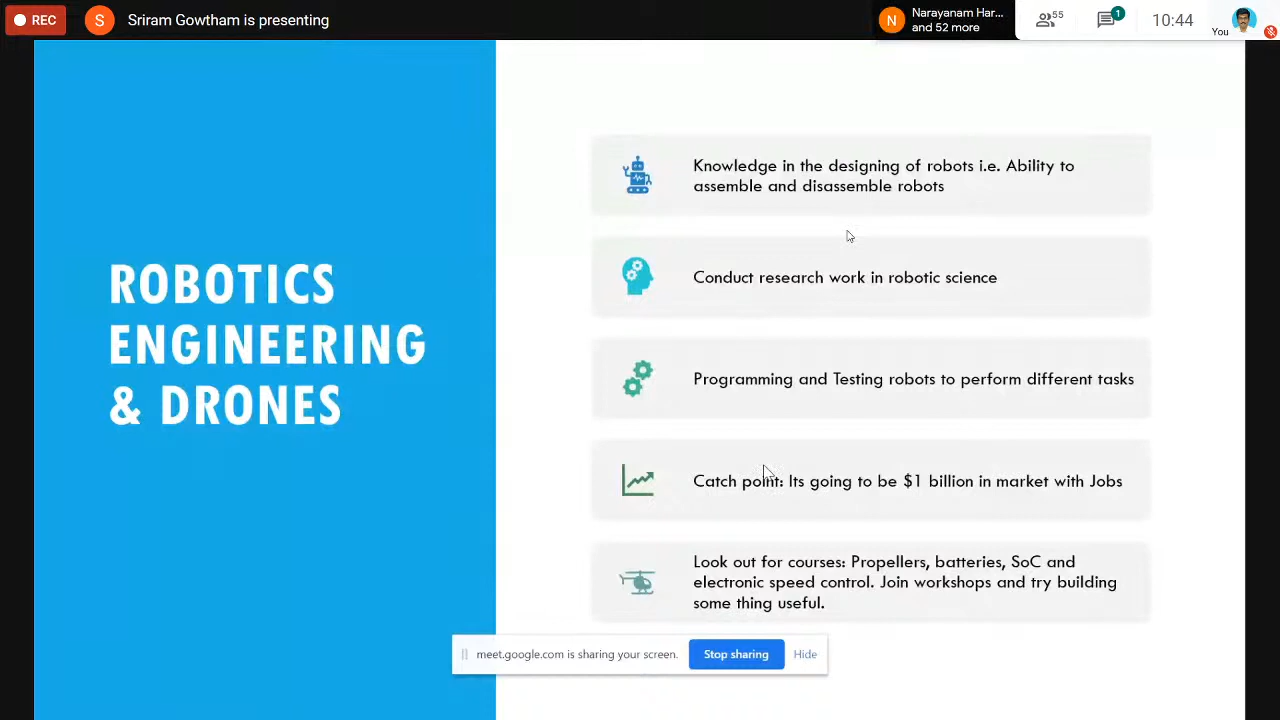 REC
S
Sriram Gowtham is presenting
N
Narayanam Har...
and 52 more
55
1
10:44
You
ROBOTICS
ENGINEERING
& DRONES
Knowledge in the designing of robots i.e. Ability to
assemble and disassemble robots
Conduct research work in robotic science
Programming and Testing robots to perform different tasks
Catch point: Its going to be $1 billion in market with Jobs
Look out for courses: Propellers, batteries, SoC and
electronic speed control. Join workshops and try building
some thing useful.
meet.google.com is sharing your screen.
Stop sharing
Hide